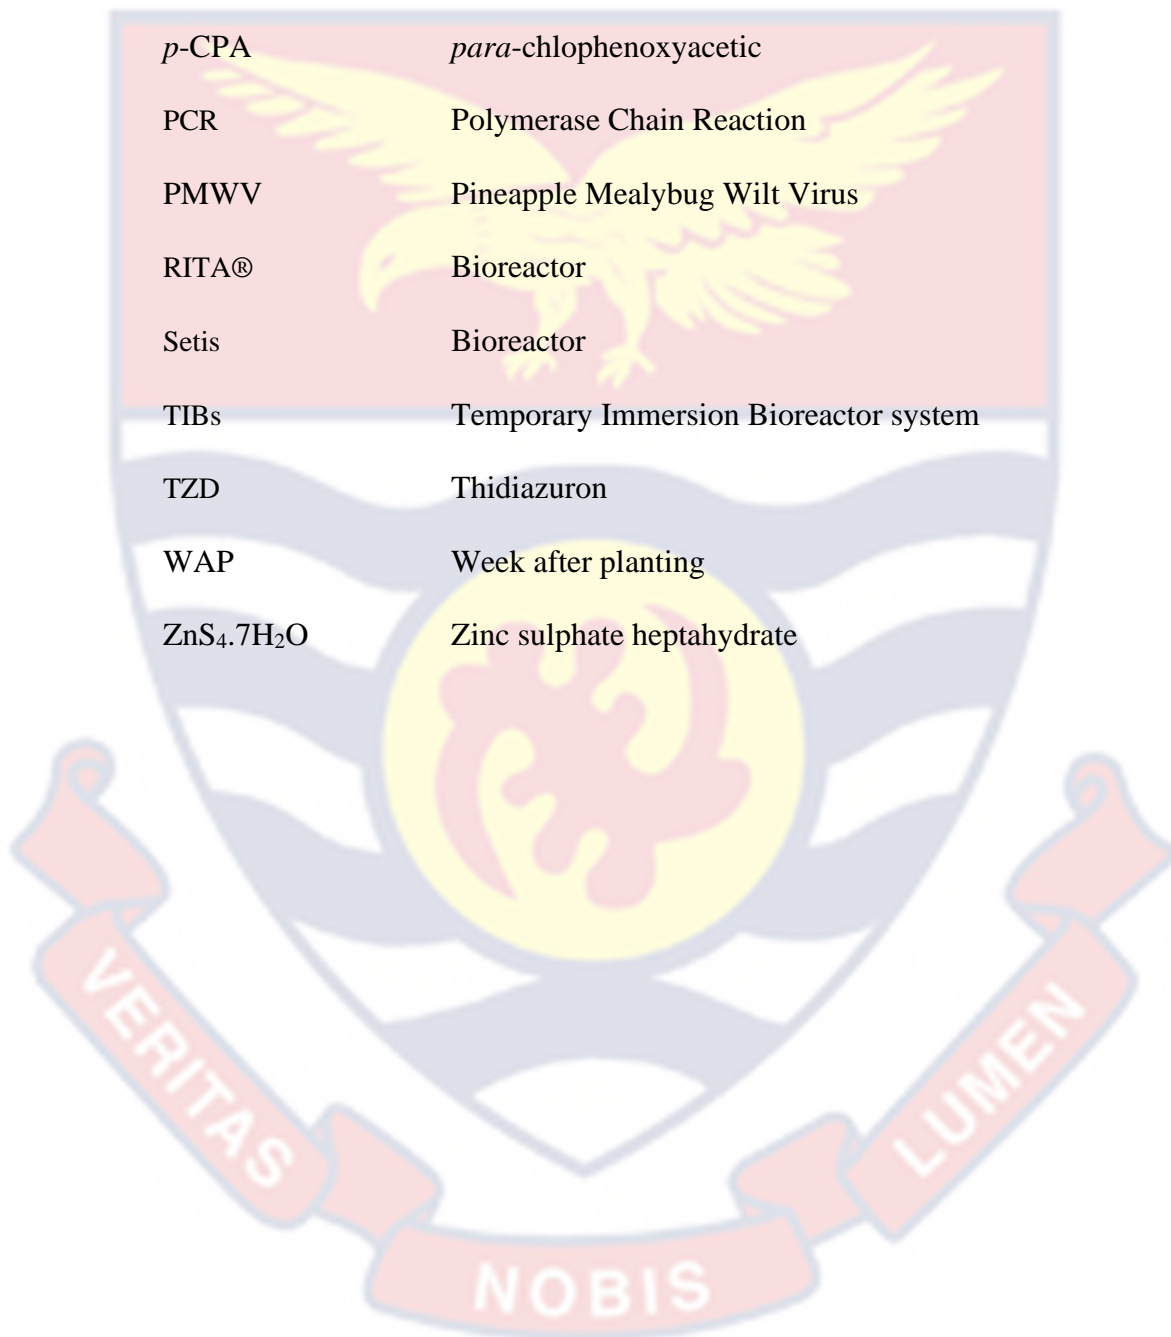 p-CPA para-chlophenoxyacetic
PCR Polymerase Chain Reaction
PMWV Pineapple Mealybug Wilt Virus
RITA® Bioreactor
Setis Bioreactor
TIBs Temporary Immersion Bioreactor system
TZD Thidiazuron
WAP Week after planting
ZnS₄.7H₂O Zinc sulphate heptahydrate
VERITAS
NOBIS
LUMEN